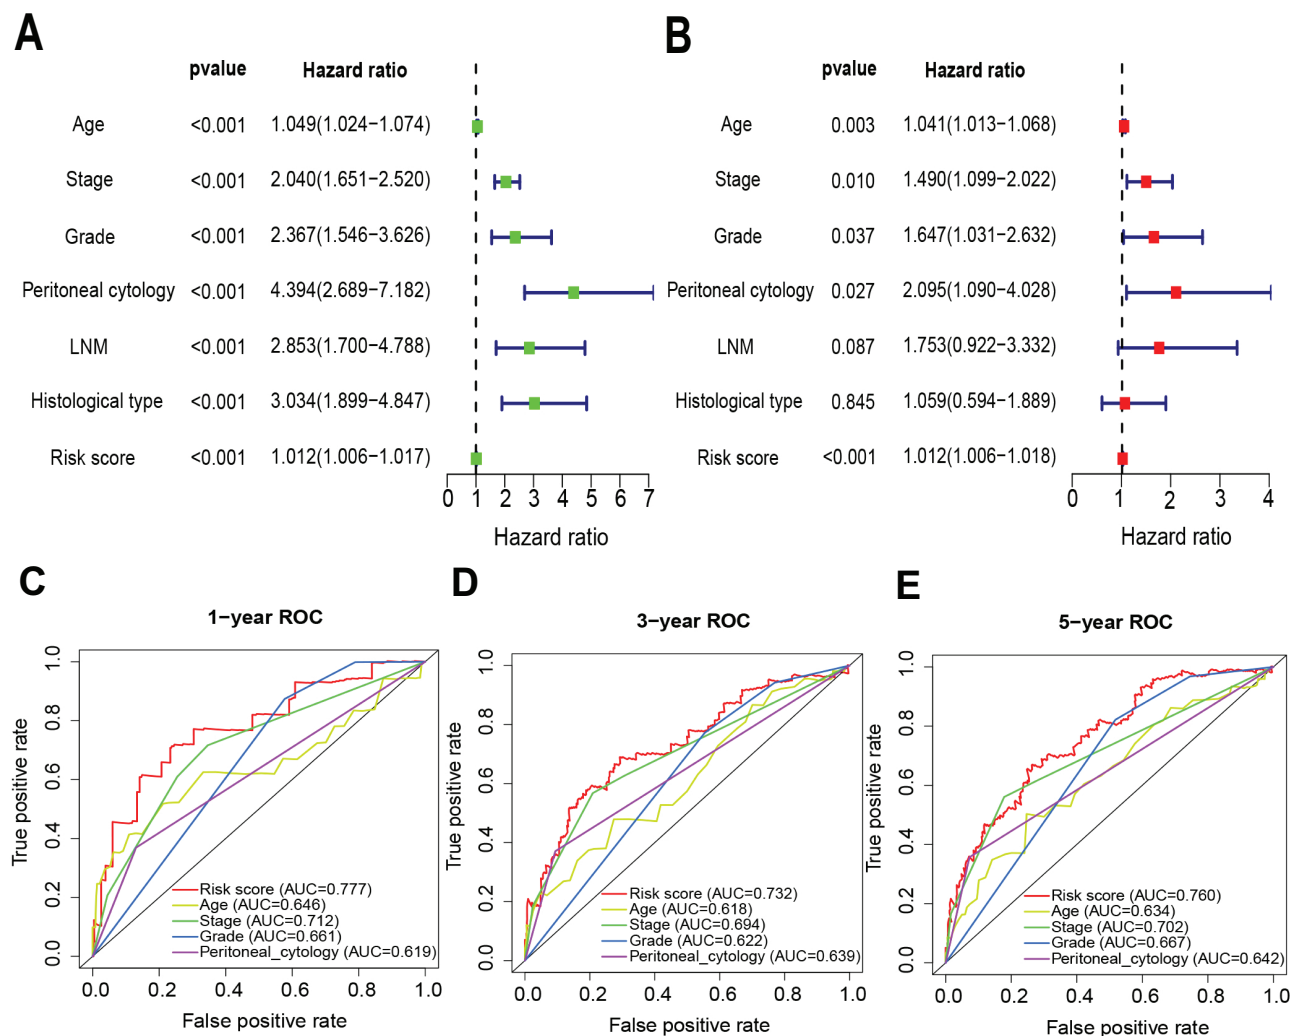 A
pvalue Hazard ratio
Age <0.001 1.049(1.024−1.074)
Stage <0.001 2.040(1.651−2.520)
Grade <0.001 2.367(1.546−3.626)
Peritoneal cytology <0.001 4.394(2.689−7.182)
LNM <0.001 2.853(1.700−4.788)
Histological type <0.001 3.034(1.899−4.847)
Risk score <0.001 1.012(1.006−1.017)
0 1 2 3 4 5 6 7
Hazard ratio
B
pvalue Hazard ratio
Age 0.003 1.041(1.013−1.068)
Stage 0.010 1.490(1.099−2.022)
Grade 0.037 1.647(1.031−2.632)
Peritoneal cytology 0.027 2.095(1.090−4.028)
LNM 0.087 1.753(0.922−3.332)
Histological type 0.845 1.059(0.594−1.889)
Risk score <0.001 1.012(1.006−1.018)
0 1 2 3 4
Hazard ratio
C
1−year ROC
True positive rate
0.0 0.2 0.4 0.6 0.8 1.0
Risk score (AUC=0.777)
Age (AUC=0.646)
Stage (AUC=0.712)
Grade (AUC=0.661)
Peritoneal_cytology (AUC=0.619)
0.0 0.2 0.4 0.6 0.8 1.0
False positive rate
D
3−year ROC
True positive rate
0.0 0.2 0.4 0.6 0.8 1.0
Risk score (AUC=0.732)
Age (AUC=0.618)
Stage (AUC=0.694)
Grade (AUC=0.622)
Peritoneal_cytology (AUC=0.639)
0.0 0.2 0.4 0.6 0.8 1.0
False positive rate
E
5−year ROC
True positive rate
0.0 0.2 0.4 0.6 0.8 1.0
Risk score (AUC=0.760)
Age (AUC=0.634)
Stage (AUC=0.702)
Grade (AUC=0.667)
Peritoneal_cytology (AUC=0.642)
0.0 0.2 0.4 0.6 0.8 1.0
False positive rate